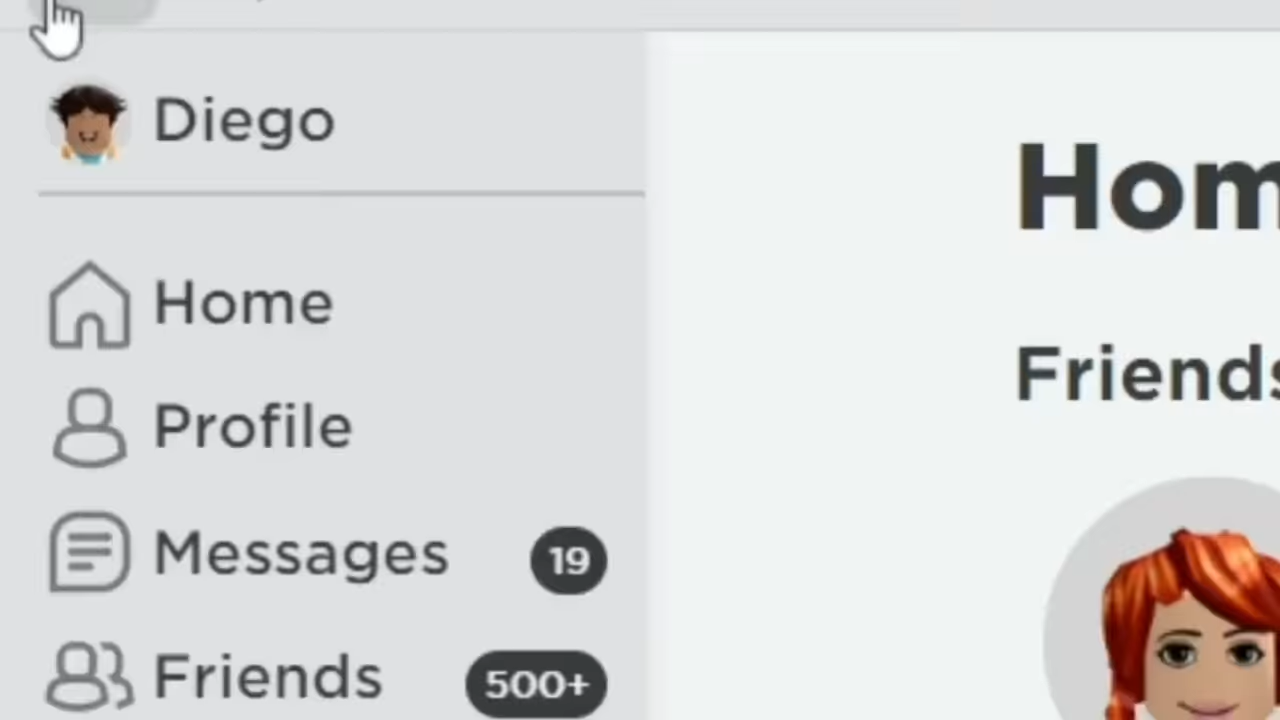 Diego
Home
Profile
Messages 19
Friends 500+
Hom
Friends